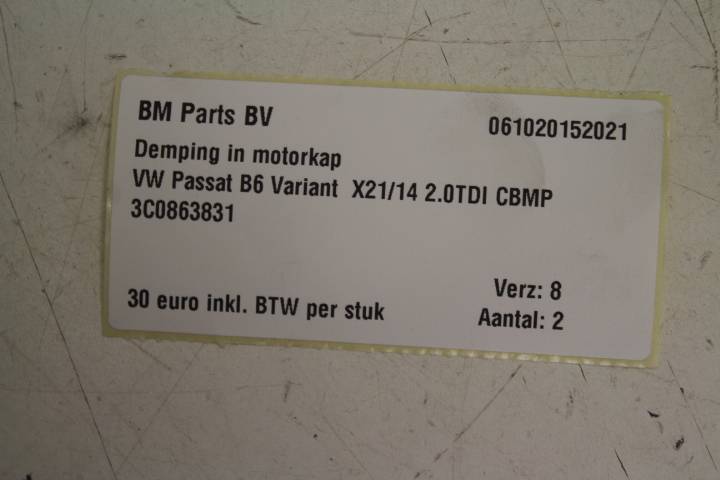 BM Parts BV 061020152021
Demping in motorkap
VW Passat B6 Variant X21/14 2.0TDI CBMP
3C0863831
Verz: 8
30 euro inkl. BTW per stuk Aantal: 2